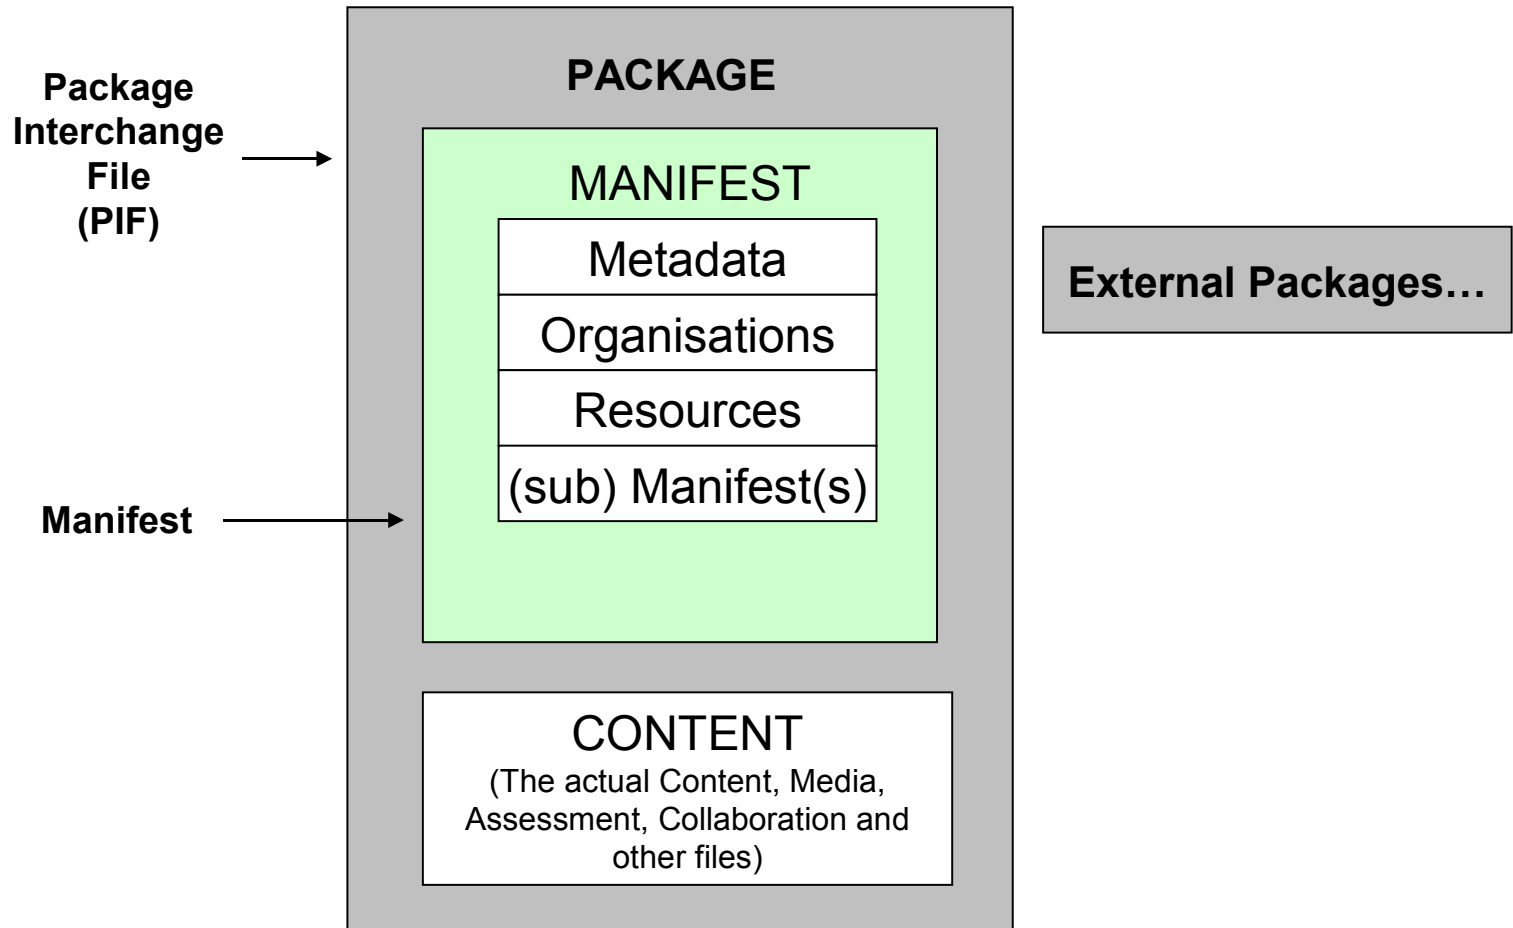 Package
Interchange
File
(PIF)
Manifest
PACKAGE
MANIFEST
Metadata
Organisations
Resources
(sub) Manifest(s)
CONTENT
(The actual Content, Media,
Assessment, Collaboration and
other files)
External Packages…